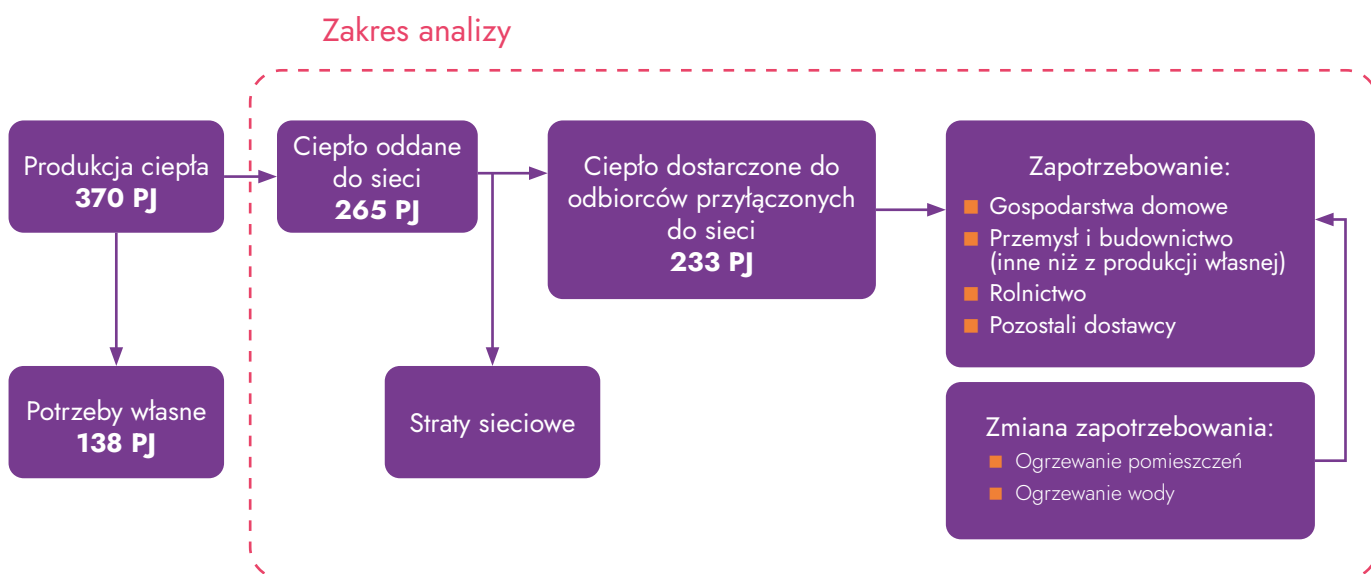 Zakres analizy
Produkcja ciepła
370 PJ
Ciepło oddane
do sieci
265 PJ
Ciepło dostarczone do
odbiorców przyłączonych
do sieci
233 PJ
Zapotrzebowanie:
Gospodarstwa domowe
Przemysł i budownictwo
(inne niż z produkcji własnej)
Rolnictwo
Pozostali dostawcy
Potrzeby własne
138 PJ
Straty sieciowe
Zmiana zapotrzebowania:
Ogrzewanie pomieszczeń
Ogrzewanie wody